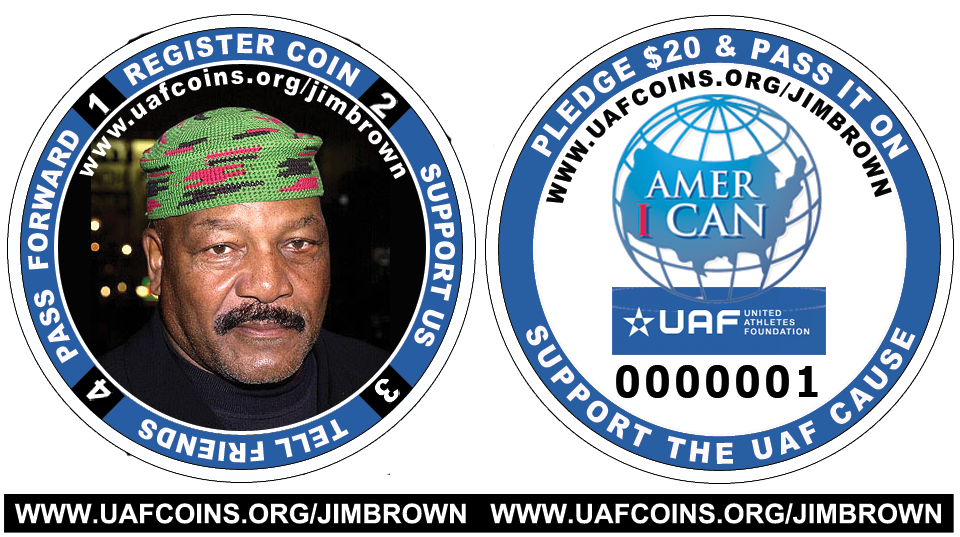 REGISTER COIN
www.uafcoins.org/jimbrown
1
2
SUPPORT US
3
TELL FRIENDS
4
PASS FORWARD
PLEDGE $20 & PASS IT ON
WWW.UAFCOINS.ORG/JIMBROWN
AMER
I CAN
UAF UNITED
ATHLETES
FOUNDATION
0000001
SUPPORT THE UAF CAUSE
WWW.UAFCOINS.ORG/JIMBROWN
WWW.UAFCOINS.ORG/JIMBROWN